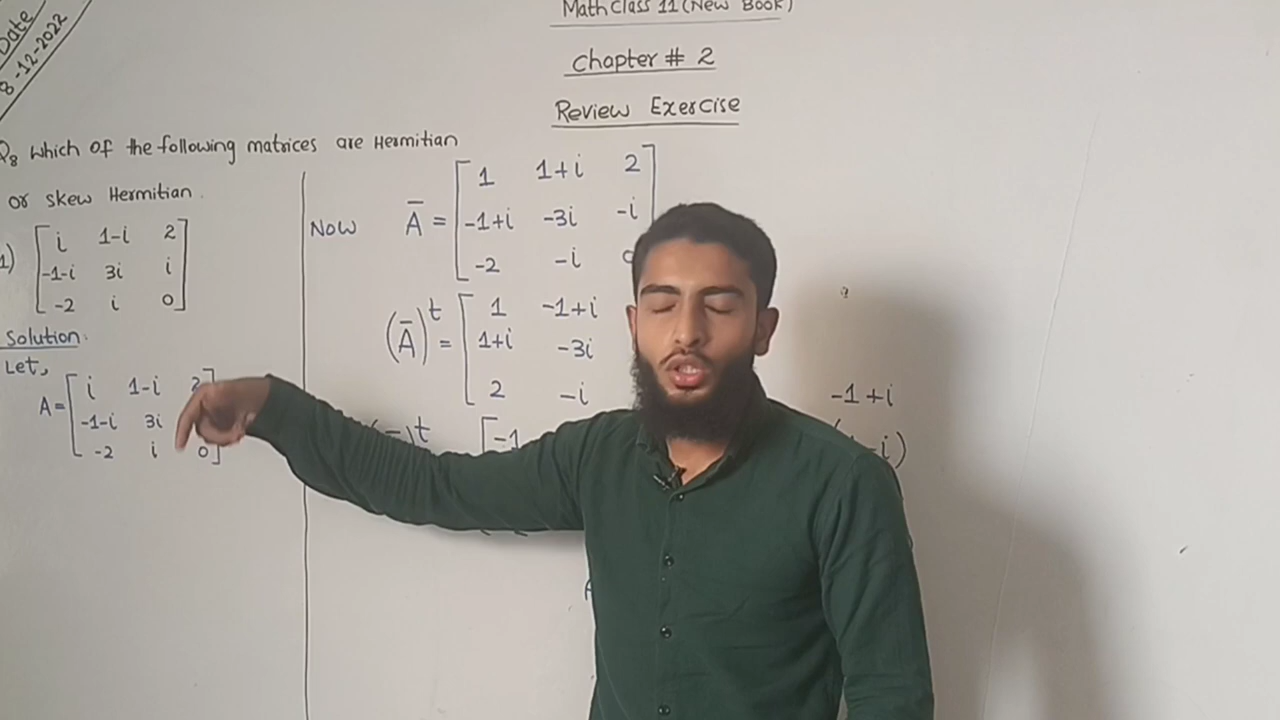 Date
8-12-2022
Math Class 11 (New Book)
Chapter # 2
Review Exercise
Q8 Which of the following matrices are Hermitian
or skew Hermitian.
1) [i 1-i 2
-1-i 3i i
-2 i 0]
Solution:
Let,
A = [i 1-i 2
-1-i 3i
-2 i 0]
Now Ā = [1 1+i 2]
-1+i -3i -i
-2 -i
(Ā)^t = [1 -1+i
1+i -3i
2 -i
t [-1
-1+i
-i)